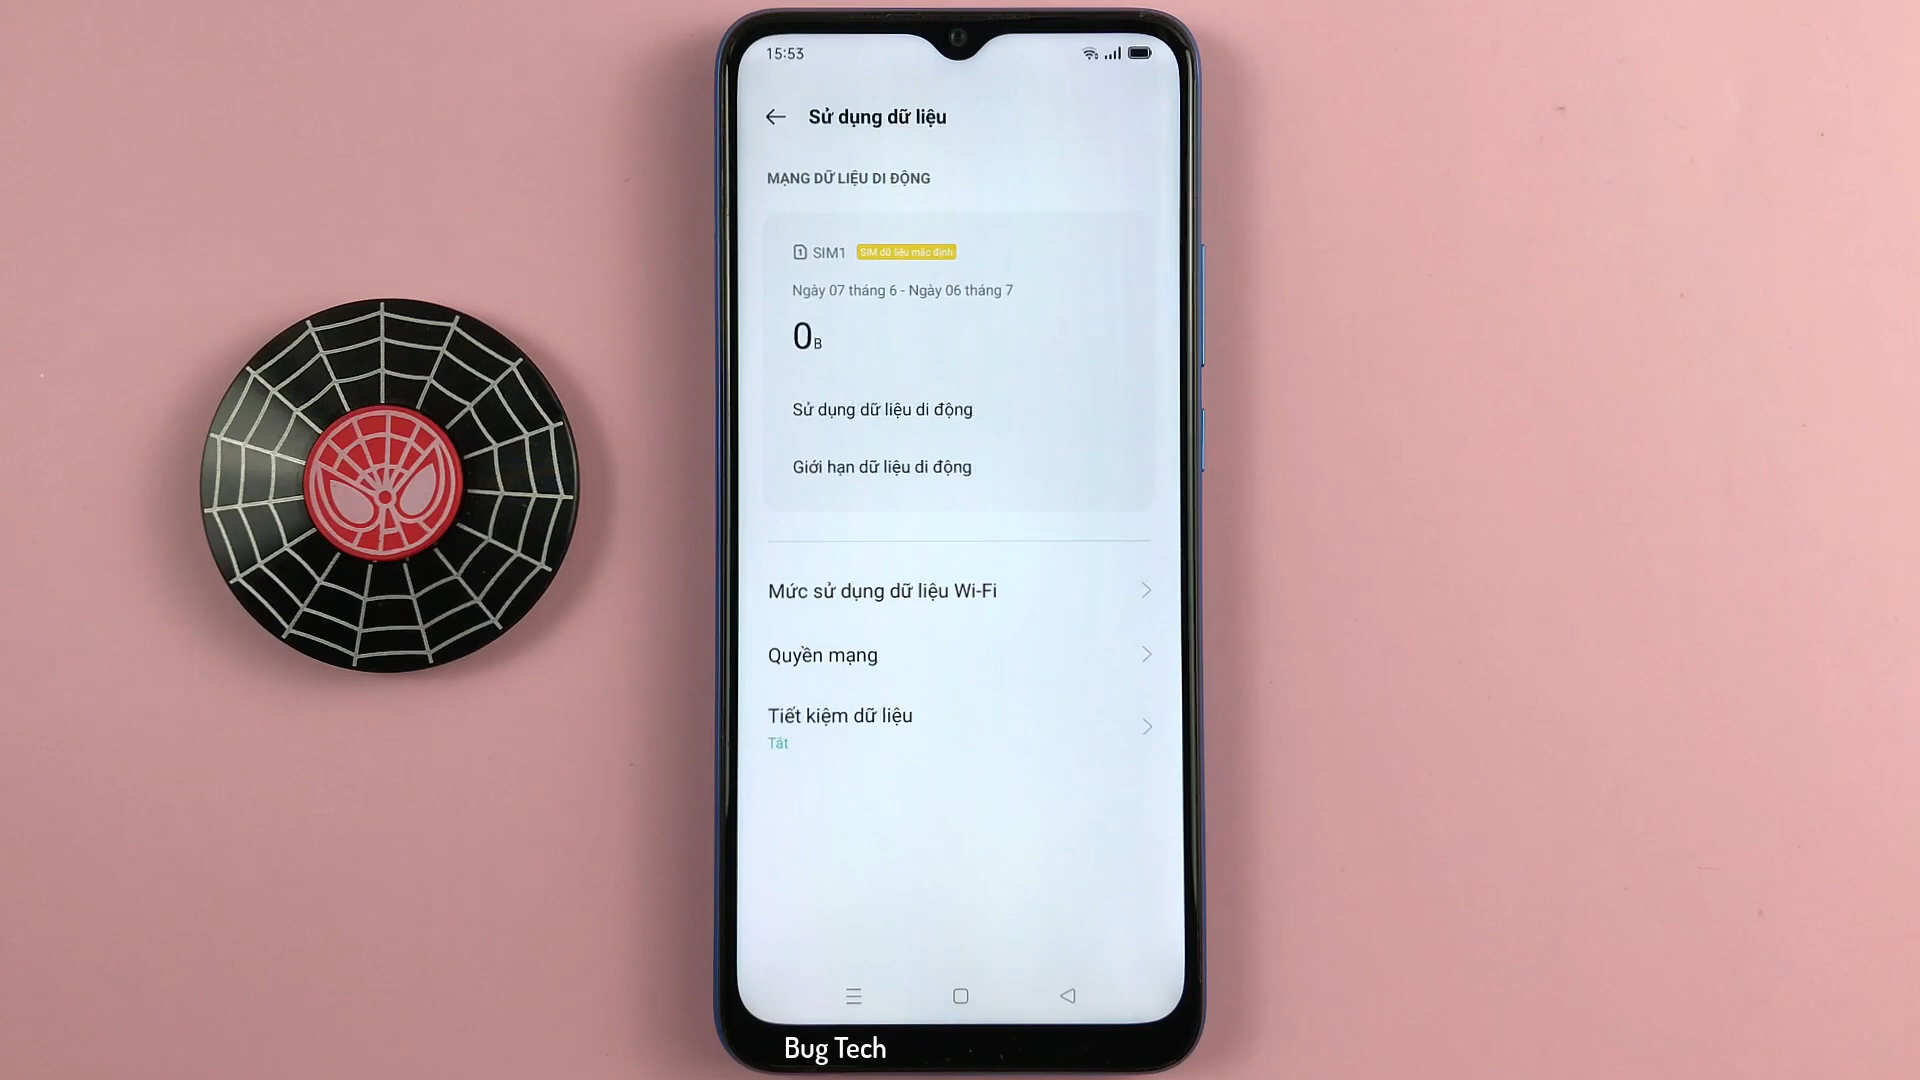 15:53
Sử dụng dữ liệu
MẠNG DỮ LIỆU DI ĐỘNG
1 SIM1 SIM dữ liệu mặc định
Ngày 07 tháng 6 - Ngày 06 tháng 7
0 B
Sử dụng dữ liệu di động
Giới hạn dữ liệu di động
Mức sử dụng dữ liệu Wi-Fi
Quyền mạng
Tiết kiệm dữ liệu
Tắt
Bug Tech